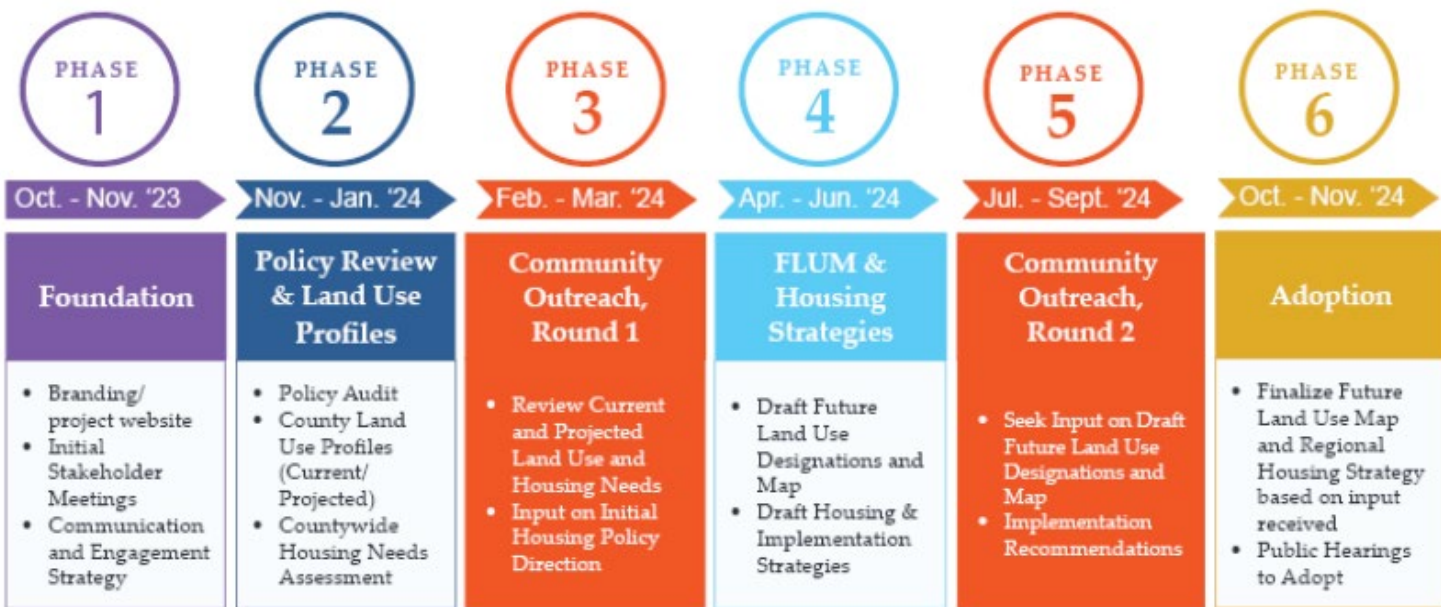 PHASE
1
PHASE
2
PHASE
3
PHASE
4
PHASE
5
PHASE
6
Oct. - Nov. '23
Nov. - Jan. '24
Feb. - Mar. '24
Apr. - Jun. '24
Jul. - Sept. '24
Oct. - Nov. '24
Foundation
Policy Review
& Land Use
Profiles
Community
Outreach,
Round 1
FLUM &
Housing
Strategies
Community
Outreach,
Round 2
Adoption
• Branding/
project website
• Initial
Stakeholder
Meetings
• Communication
and Engagement
Strategy
• Policy Audit
• County Land
Use Profiles
(Current/
Projected)
• Countywide
Housing Needs
Assessment
• Review Current
and Projected
Land Use and
Housing Needs
• Input on Initial
Housing Policy
Direction
• Draft Future
Land Use
Designations and
Map
• Draft Housing &
Implementation
Strategies
• Seek Input on Draft
Future Land Use
Designations and
Map
• Implementation
Recommendations
• Finalize Future
Land Use Map
and Regional
Housing Strategy
based on input
received
• Public Hearings
to Adopt